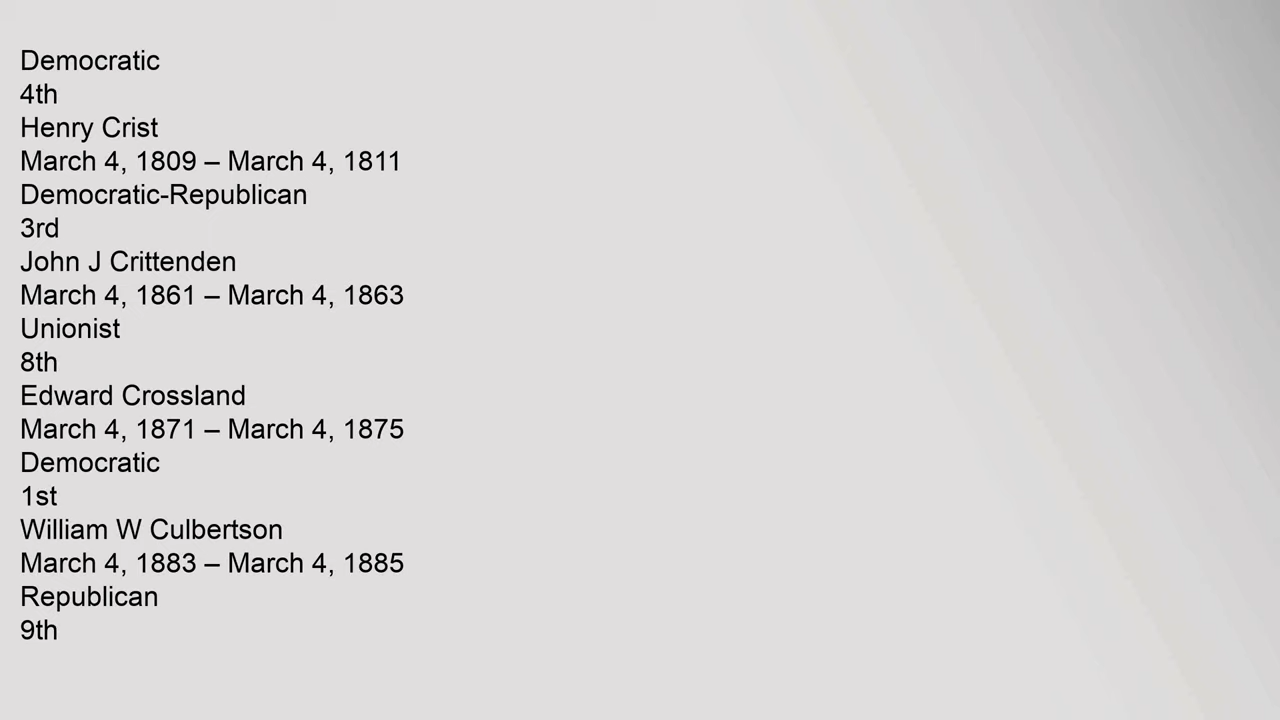 Democratic
4th
Henry Crist
March 4, 1809 – March 4, 1811
Democratic-Republican
3rd
John J Crittenden
March 4, 1861 – March 4, 1863
Unionist
8th
Edward Crossland
March 4, 1871 – March 4, 1875
Democratic
1st
William W Culbertson
March 4, 1883 – March 4, 1885
Republican
9th